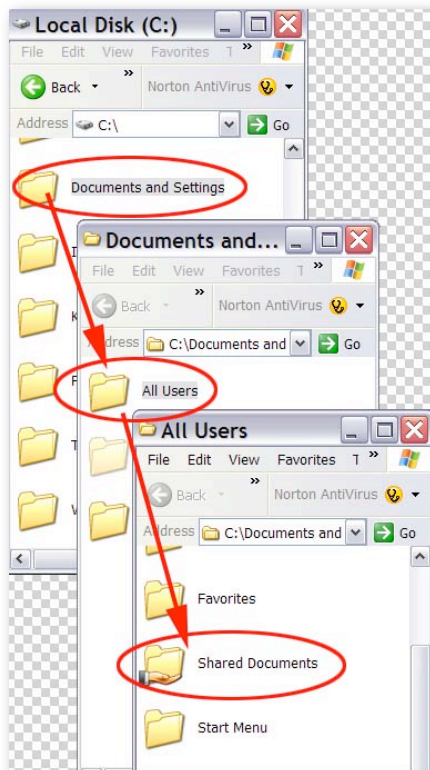 Local Disk (C:)
File Edit View Favorites T »
Back » Norton AntiVirus
Address C:\ Go
Documents and Settings
I
K
F
T
V
Documents and...
File Edit View Favorites T »
Back » Norton AntiVirus
Address C:\Documents and Go
All Users
All Users
File Edit View Favorites T »
Back » Norton AntiVirus
Address C:\Documents and Go
Favorites
Shared Documents
Start Menu